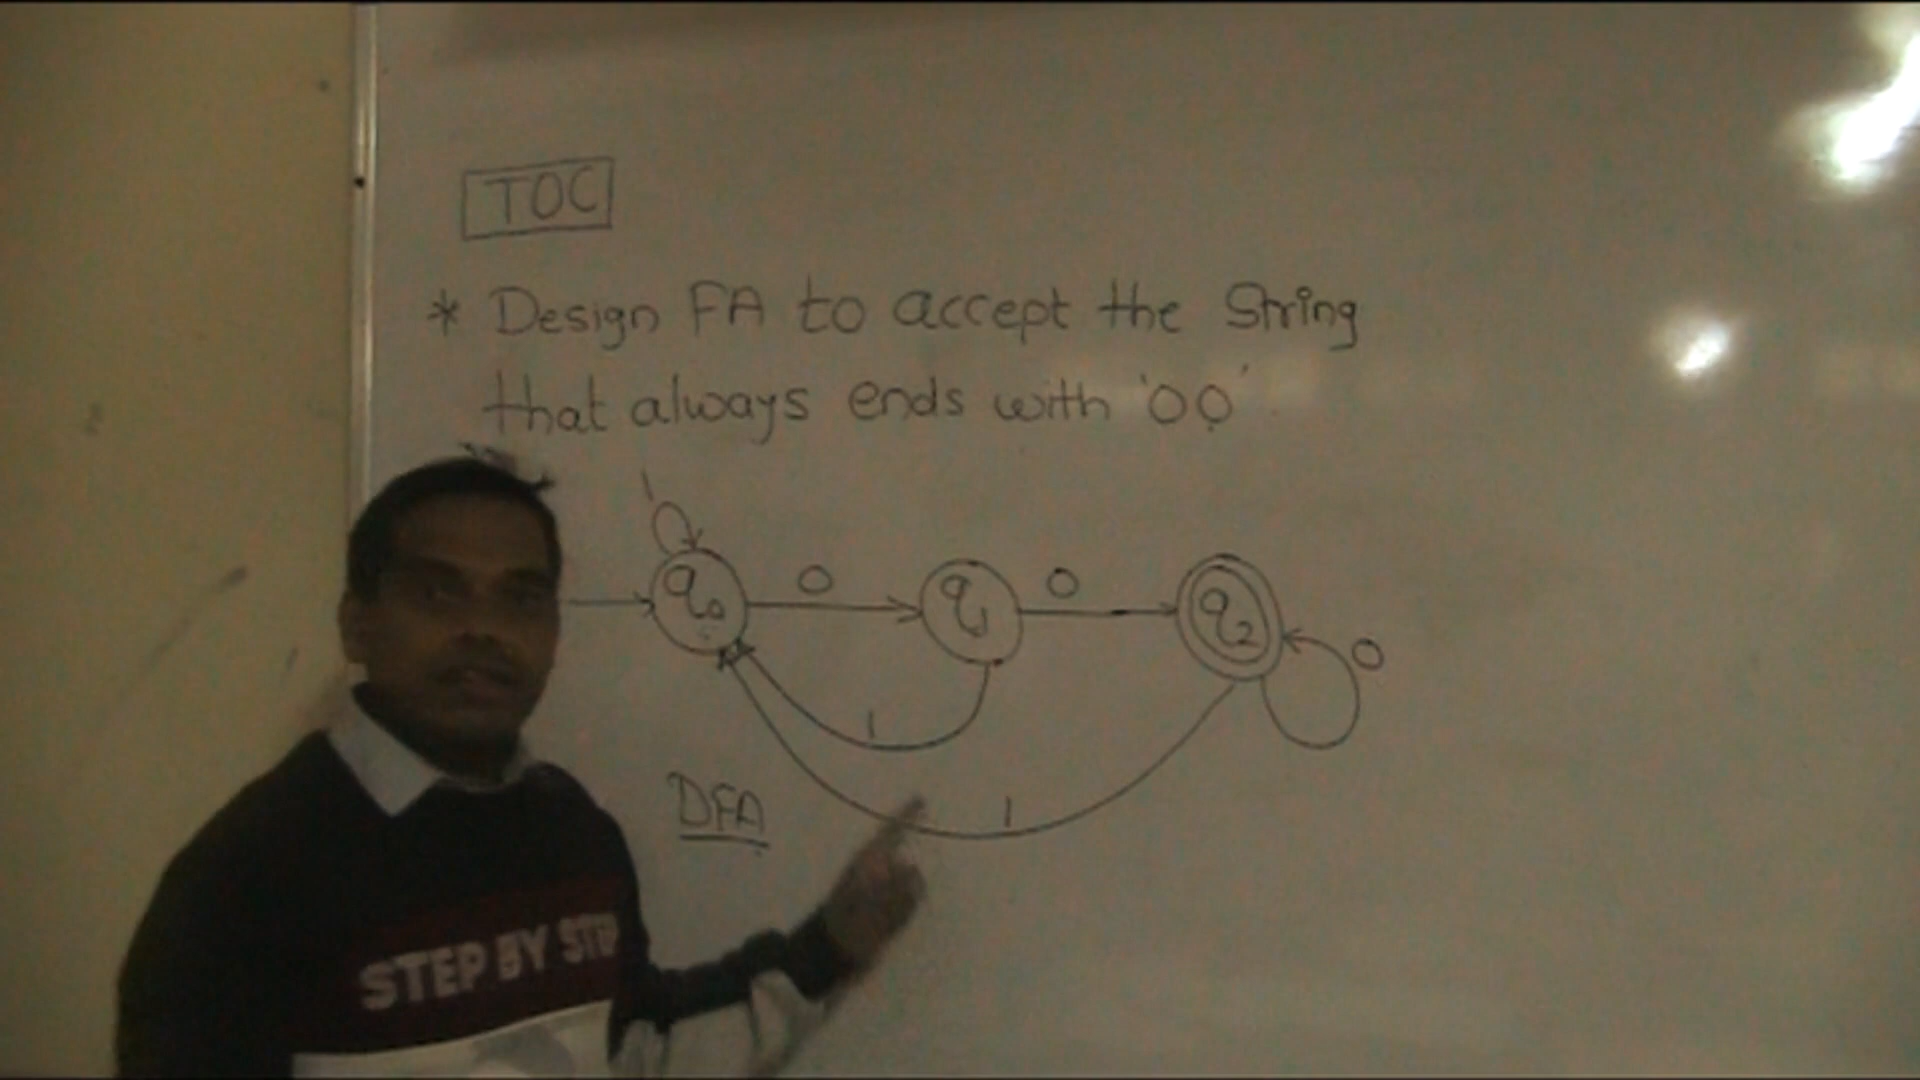 TOC
* Design FA to accept the String
that always ends with '00'
1
q0 0 q1 0 q2
0
1
1
DFA
STEP BY STEP